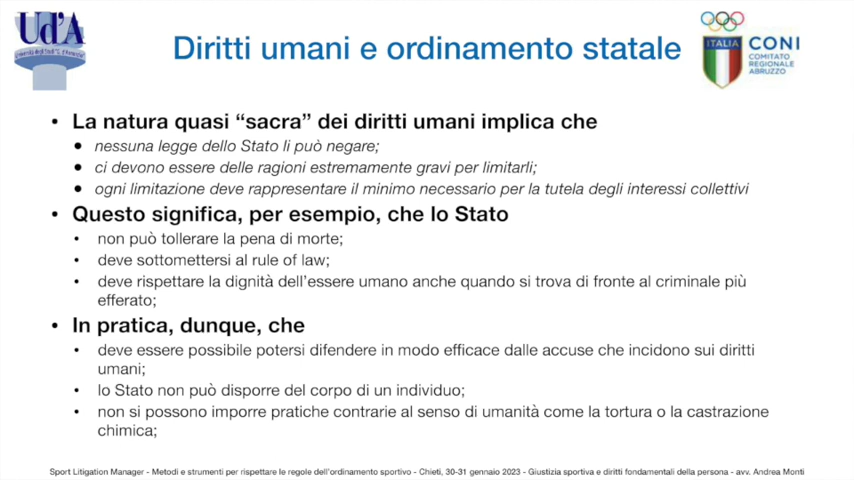 Ud'A
Diritti umani e ordinamento statale
ITALIA
CONI
COMITATO
REGIONALE
ABRUZZO
• La natura quasi “sacra” dei diritti umani implica che
• nessuna legge dello Stato li può negare;
• ci devono essere delle ragioni estremamente gravi per limitarli;
• ogni limitazione deve rappresentare il minimo necessario per la tutela degli interessi collettivi
• Questo significa, per esempio, che lo Stato
• non può tollerare la pena di morte;
• deve sottomettersi al rule of law;
• deve rispettare la dignità dell’essere umano anche quando si trova di fronte al criminale più
efferato;
• In pratica, dunque, che
• deve essere possibile potersi difendere in modo efficace dalle accuse che incidono sui diritti
umani;
• lo Stato non può disporre del corpo di un individuo;
• non si possono imporre pratiche contrarie al senso di umanità come la tortura o la castrazione
chimica;
Sport Litigation Manager - Metodi e strumenti per rispettare le regole dell’ordinamento sportivo - Chieti, 30-31 gennaio 2023 - Giustizia sportiva e diritti fondamentali della persona - avv. Andrea Monti